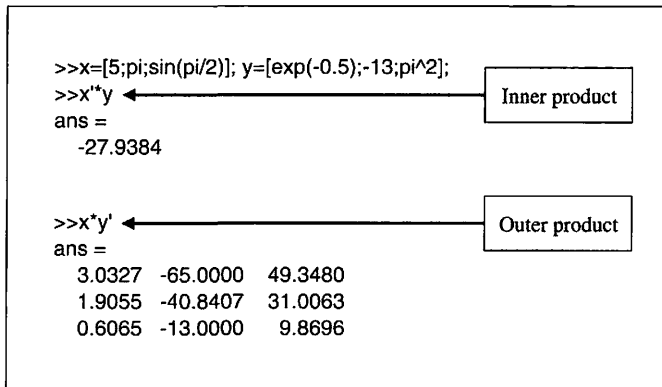 >>x=[5;pi;sin(pi/2)]; y=[exp(-0.5);-13;pi^2];
>>x'*y
Inner product
ans =
-27.9384
>>x*y'
Outer product
ans =
3.0327 -65.0000 49.3480
1.9055 -40.8407 31.0063
0.6065 -13.0000 9.8696